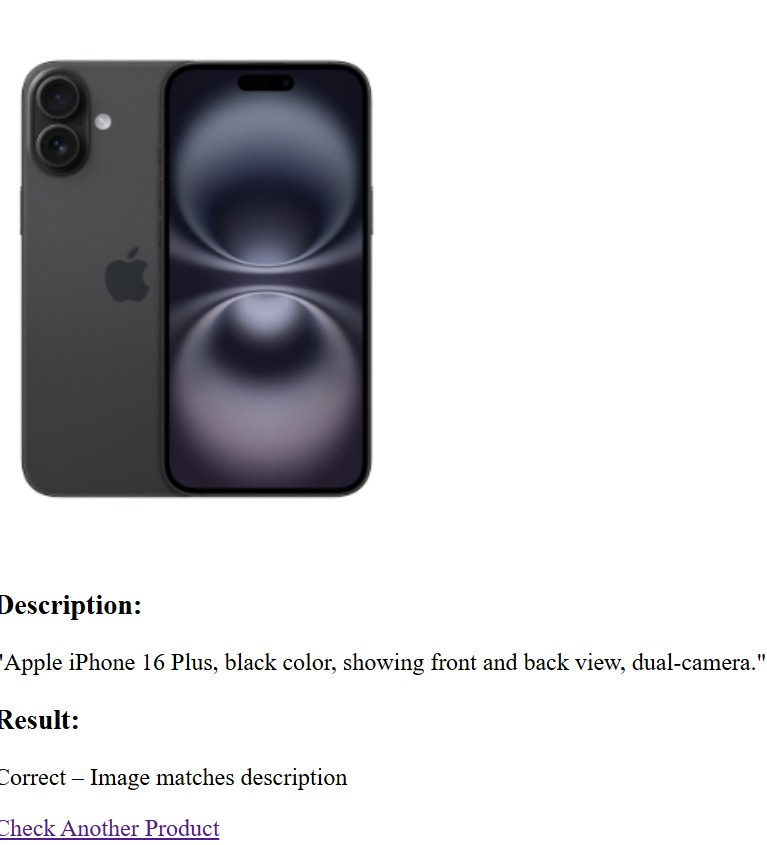 Description:
"Apple iPhone 16 Plus, black color, showing front and back view, dual-camera."
Result:
Correct – Image matches description
Check Another Product